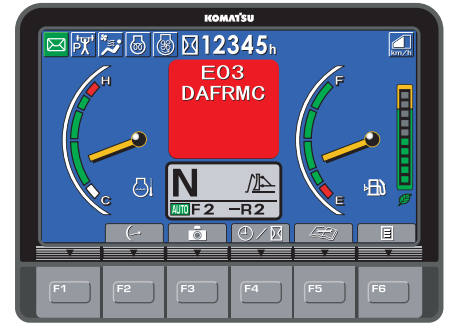 KOMATSU
P
12345h
km/h
E03
DAFRMC
H
C
F
E
N
AUTO F2 –R2
F1 F2 F3 F4 F5 F6